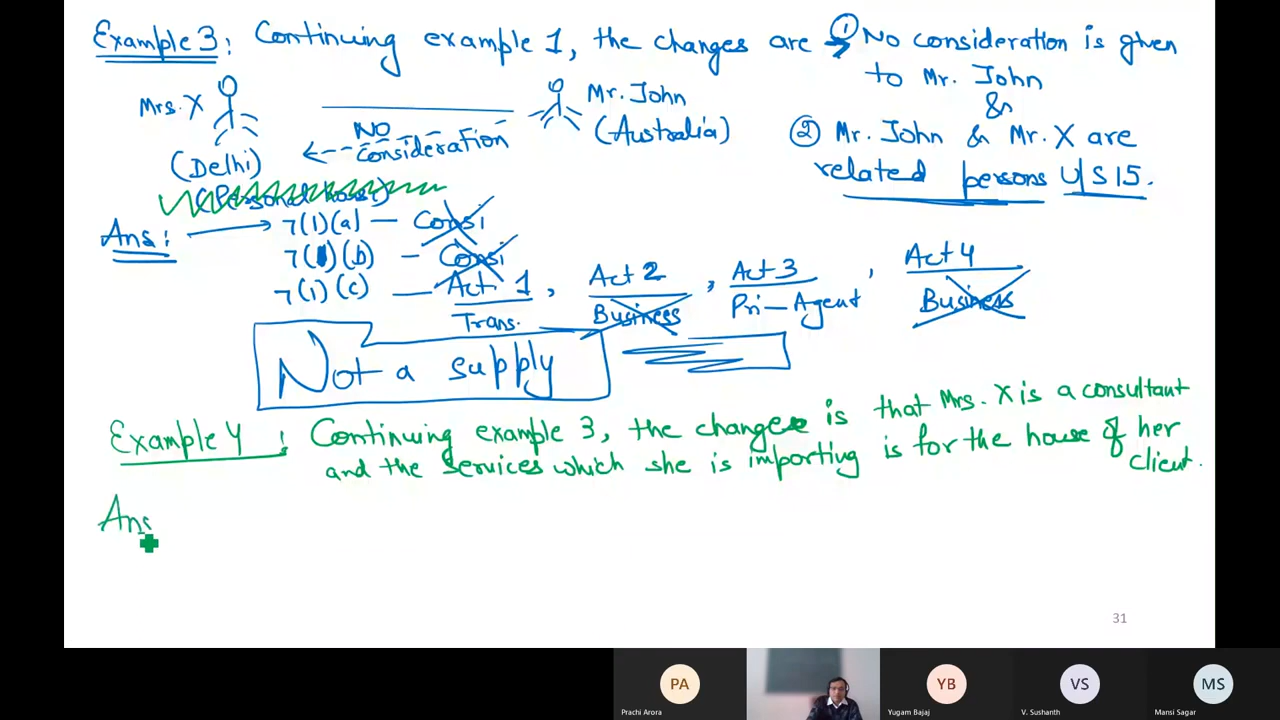 Example 3: Continuing example 1, the changes are → ① No consideration is given
to Mr. John
&
② Mr. John & Mr. X are
related persons U/S 15.
Mrs. X
(Delhi)
(Personal house)
NO
consideration
Mr. John
(Australia)
Ans: → 7(1)(a) — Consi
7(1)(b) - Consi
7(1)(c) — Act 1, Act 2, Act 3, Act 4
Trans. Business Pri-Agent Business
Not a supply
Example 4: Continuing example 3, the change is that Mrs. X is a consultant
and the services which she is importing is for the house of her
client.
Ans
31
PA
YB
VS
MS
Prachi Arora
Yugam Bajaj
V. Sushanth
Mansi Sagar